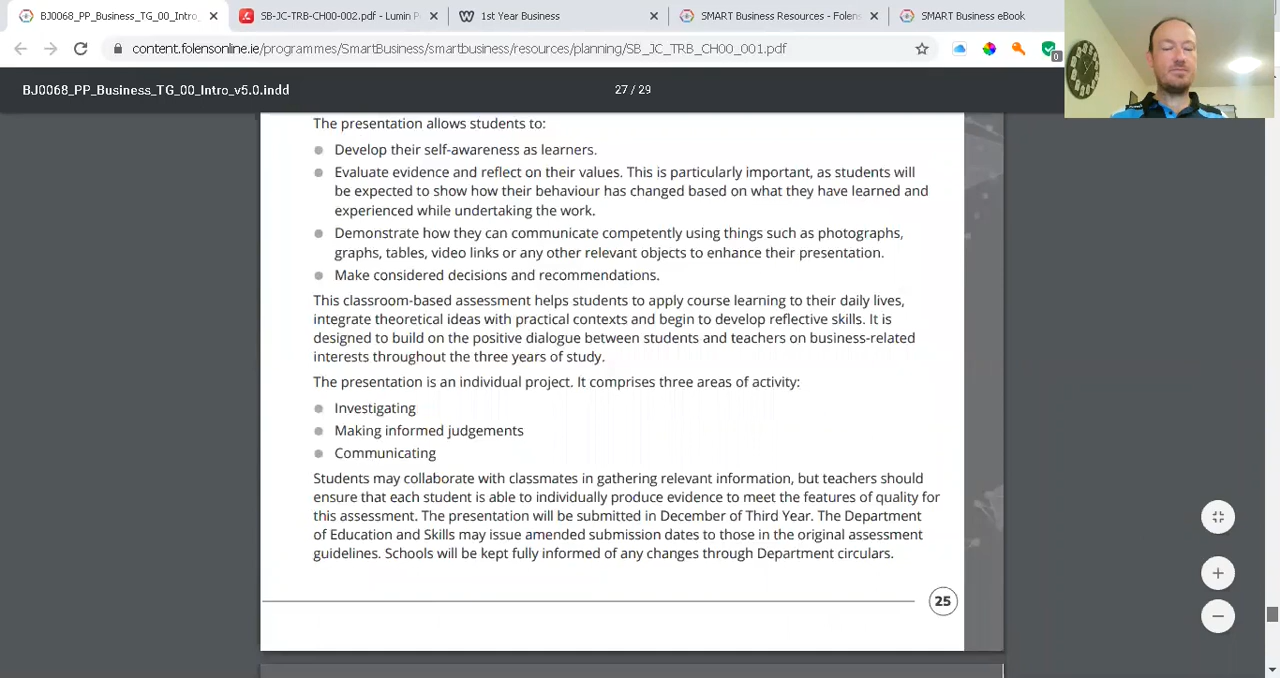 BJ0068_PP_Business_TG_00_Intro_
SB-JC-TRB-CH00-002.pdf - Lumin P
1st Year Business
SMART Business Resources - Folens
SMART Business eBook
content.folensonline.ie/programmes/SmartBusiness/smartbusiness/resources/planning/SB_JC_TRB_CH00_001.pdf
0
BJ0068_PP_Business_TG_00_Intro_v5.0.indd
27 / 29
The presentation allows students to:
Develop their self-awareness as learners.
Evaluate evidence and reflect on their values. This is particularly important, as students will
be expected to show how their behaviour has changed based on what they have learned and
experienced while undertaking the work.
Demonstrate how they can communicate competently using things such as photographs,
graphs, tables, video links or any other relevant objects to enhance their presentation.
Make considered decisions and recommendations.
This classroom-based assessment helps students to apply course learning to their daily lives,
integrate theoretical ideas with practical contexts and begin to develop reflective skills. It is
designed to build on the positive dialogue between students and teachers on business-related
interests throughout the three years of study.
The presentation is an individual project. It comprises three areas of activity:
Investigating
Making informed judgements
Communicating
Students may collaborate with classmates in gathering relevant information, but teachers should
ensure that each student is able to individually produce evidence to meet the features of quality for
this assessment. The presentation will be submitted in December of Third Year. The Department
of Education and Skills may issue amended submission dates to those in the original assessment
guidelines. Schools will be kept fully informed of any changes through Department circulars.
25